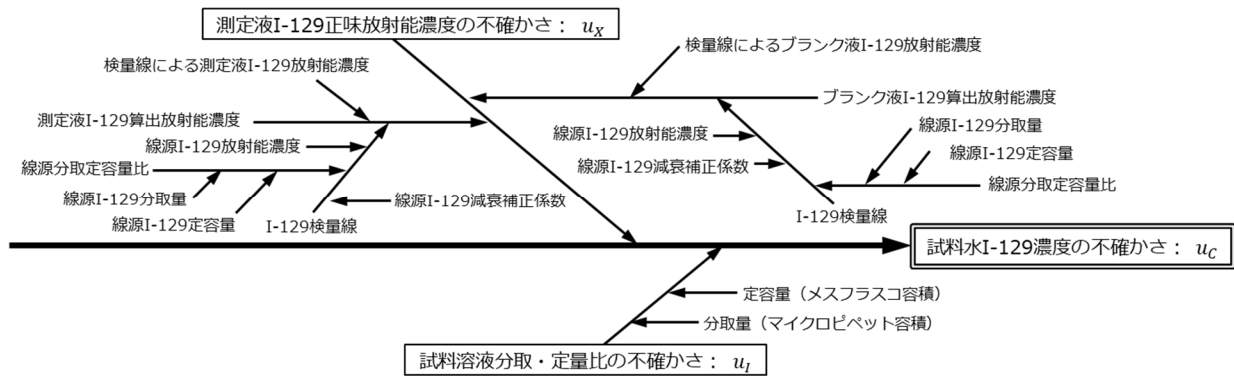 測定液I-129正味放射能濃度の不確かさ： u_X
検量線によるブランク液I-129放射能濃度
検量線による測定液I-129放射能濃度
ブランク液I-129算出放射能濃度
測定液I-129算出放射能濃度
線源I-129放射能濃度
線源I-129分取量
線源I-129放射能濃度
線源I-129定容量
線源分取定容量比
線源I-129減衰補正係数
線源分取定容量比
線源I-129分取量
線源I-129減衰補正係数
線源I-129定容量
I-129検量線
I-129検量線
試料水I-129濃度の不確かさ： u_C
定容量（メスフラスコ容積）
分取量（マイクロピペット容積）
試料溶液分取・定量比の不確かさ： u_I